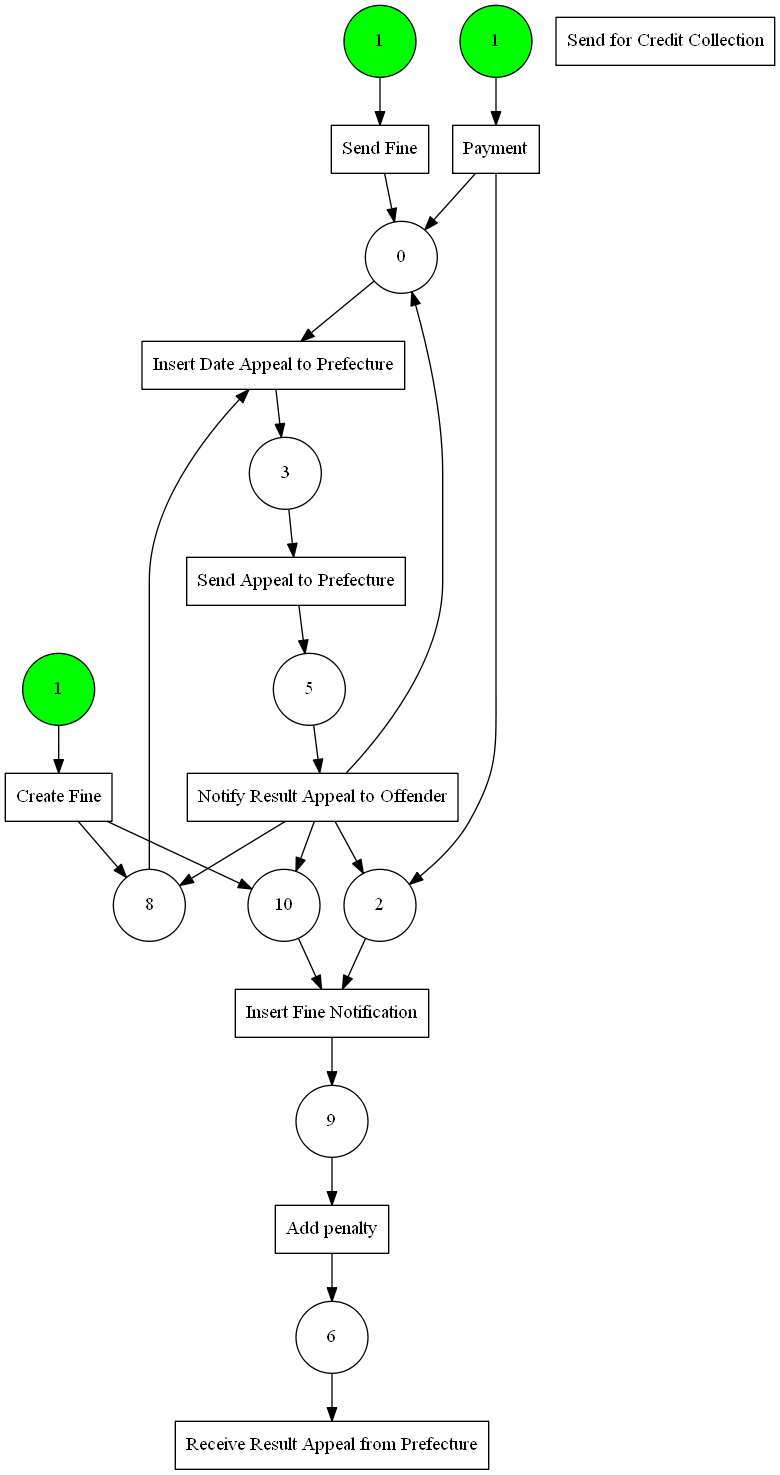 1
1
Send for Credit Collection
Send Fine
Payment
0
Insert Date Appeal to Prefecture
3
Send Appeal to Prefecture
1
5
Create Fine
Notify Result Appeal to Offender
8
10
2
Insert Fine Notification
9
Add penalty
6
Receive Result Appeal from Prefecture